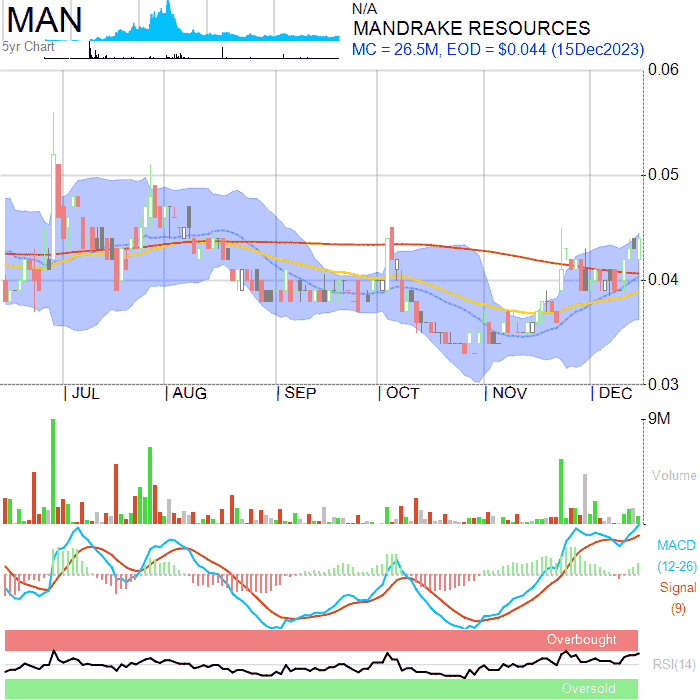 MAN
5yr Chart
N/A
MANDRAKE RESOURCES
MC = 26.5M, EOD = $0.044 (15Dec2023)
0.06
0.05
0.04
0.03
| JUL | AUG | SEP | OCT | NOV | DEC
9M
Volume
MACD
(12-26)
Signal
(9)
Overbought
RSI(14)
Oversold